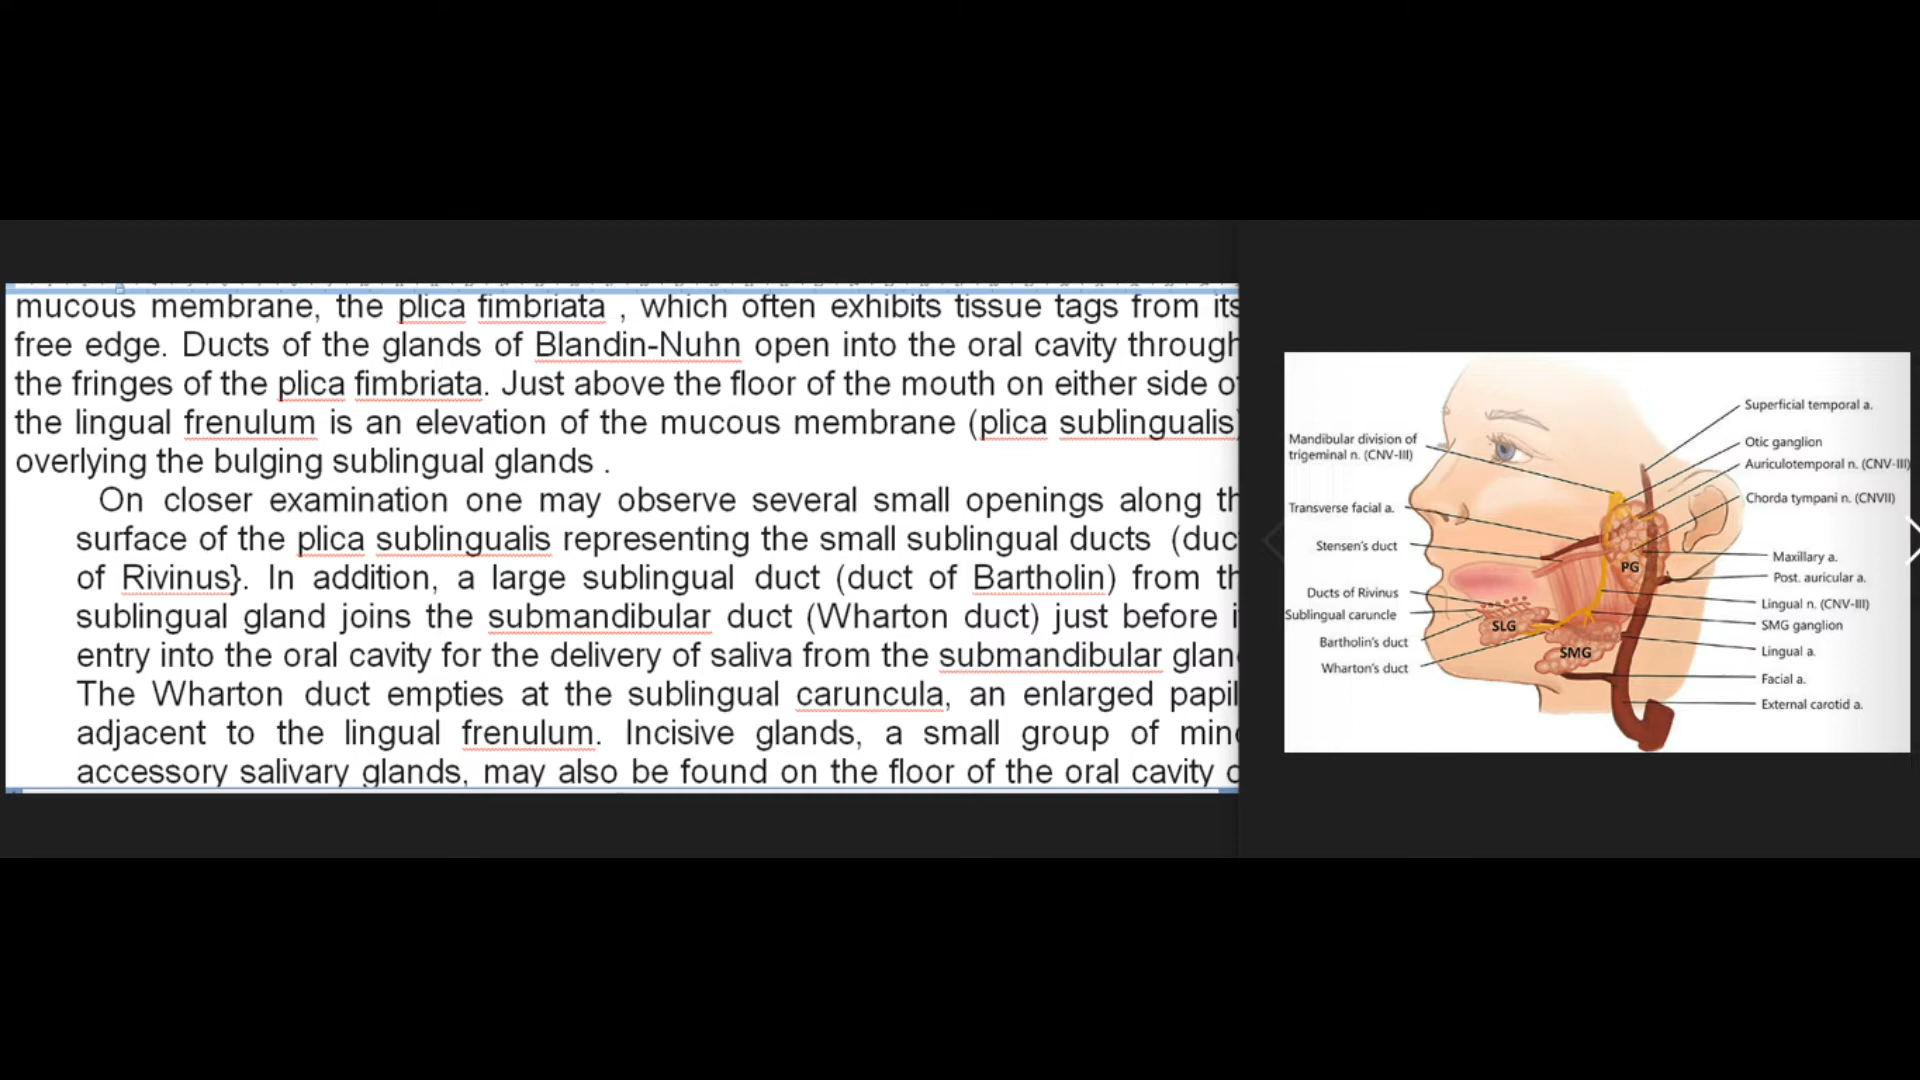 mucous membrane, the plica fimbriata , which often exhibits tissue tags from its
free edge. Ducts of the glands of Blandin-Nuhn open into the oral cavity through
the fringes of the plica fimbriata. Just above the floor of the mouth on either side of
the lingual frenulum is an elevation of the mucous membrane (plica sublingualis)
overlying the bulging sublingual glands .
On closer examination one may observe several small openings along th
surface of the plica sublingualis representing the small sublingual ducts (duc
of Rivinus}. In addition, a large sublingual duct (duct of Bartholin) from th
sublingual gland joins the submandibular duct (Wharton duct) just before i
entry into the oral cavity for the delivery of saliva from the submandibular glan
The Wharton duct empties at the sublingual caruncula, an enlarged papil
adjacent to the lingual frenulum. Incisive glands, a small group of mino
accessory salivary glands, may also be found on the floor of the oral cavity
Mandibular division of
trigeminal n. (CNV-III)
Transverse facial a.
Stensen's duct
Ducts of Rivinus
Sublingual caruncle
Bartholin's duct
Wharton's duct
PG
SLG
SMG
Superficial temporal a.
Otic ganglion
Auriculotemporal n. (CNV-III)
Chorda tympani n. (CNVII)
Maxillary a.
Post. auricular a.
Lingual n. (CNV-III)
SMG ganglion
Lingual a.
Facial a.
External carotid a.